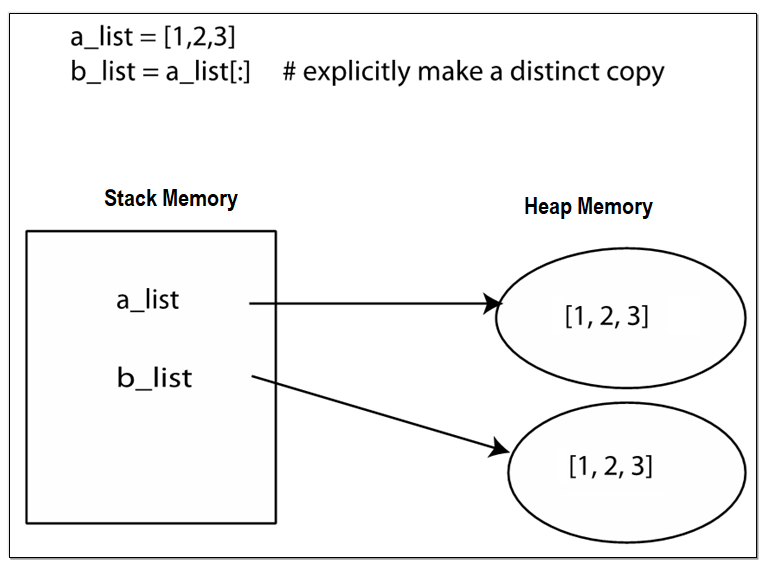 a_list = [1,2,3]
b_list = a_list[:] # explicitly make a distinct copy
Stack Memory
Heap Memory
a_list
[1, 2, 3]
b_list
[1, 2, 3]